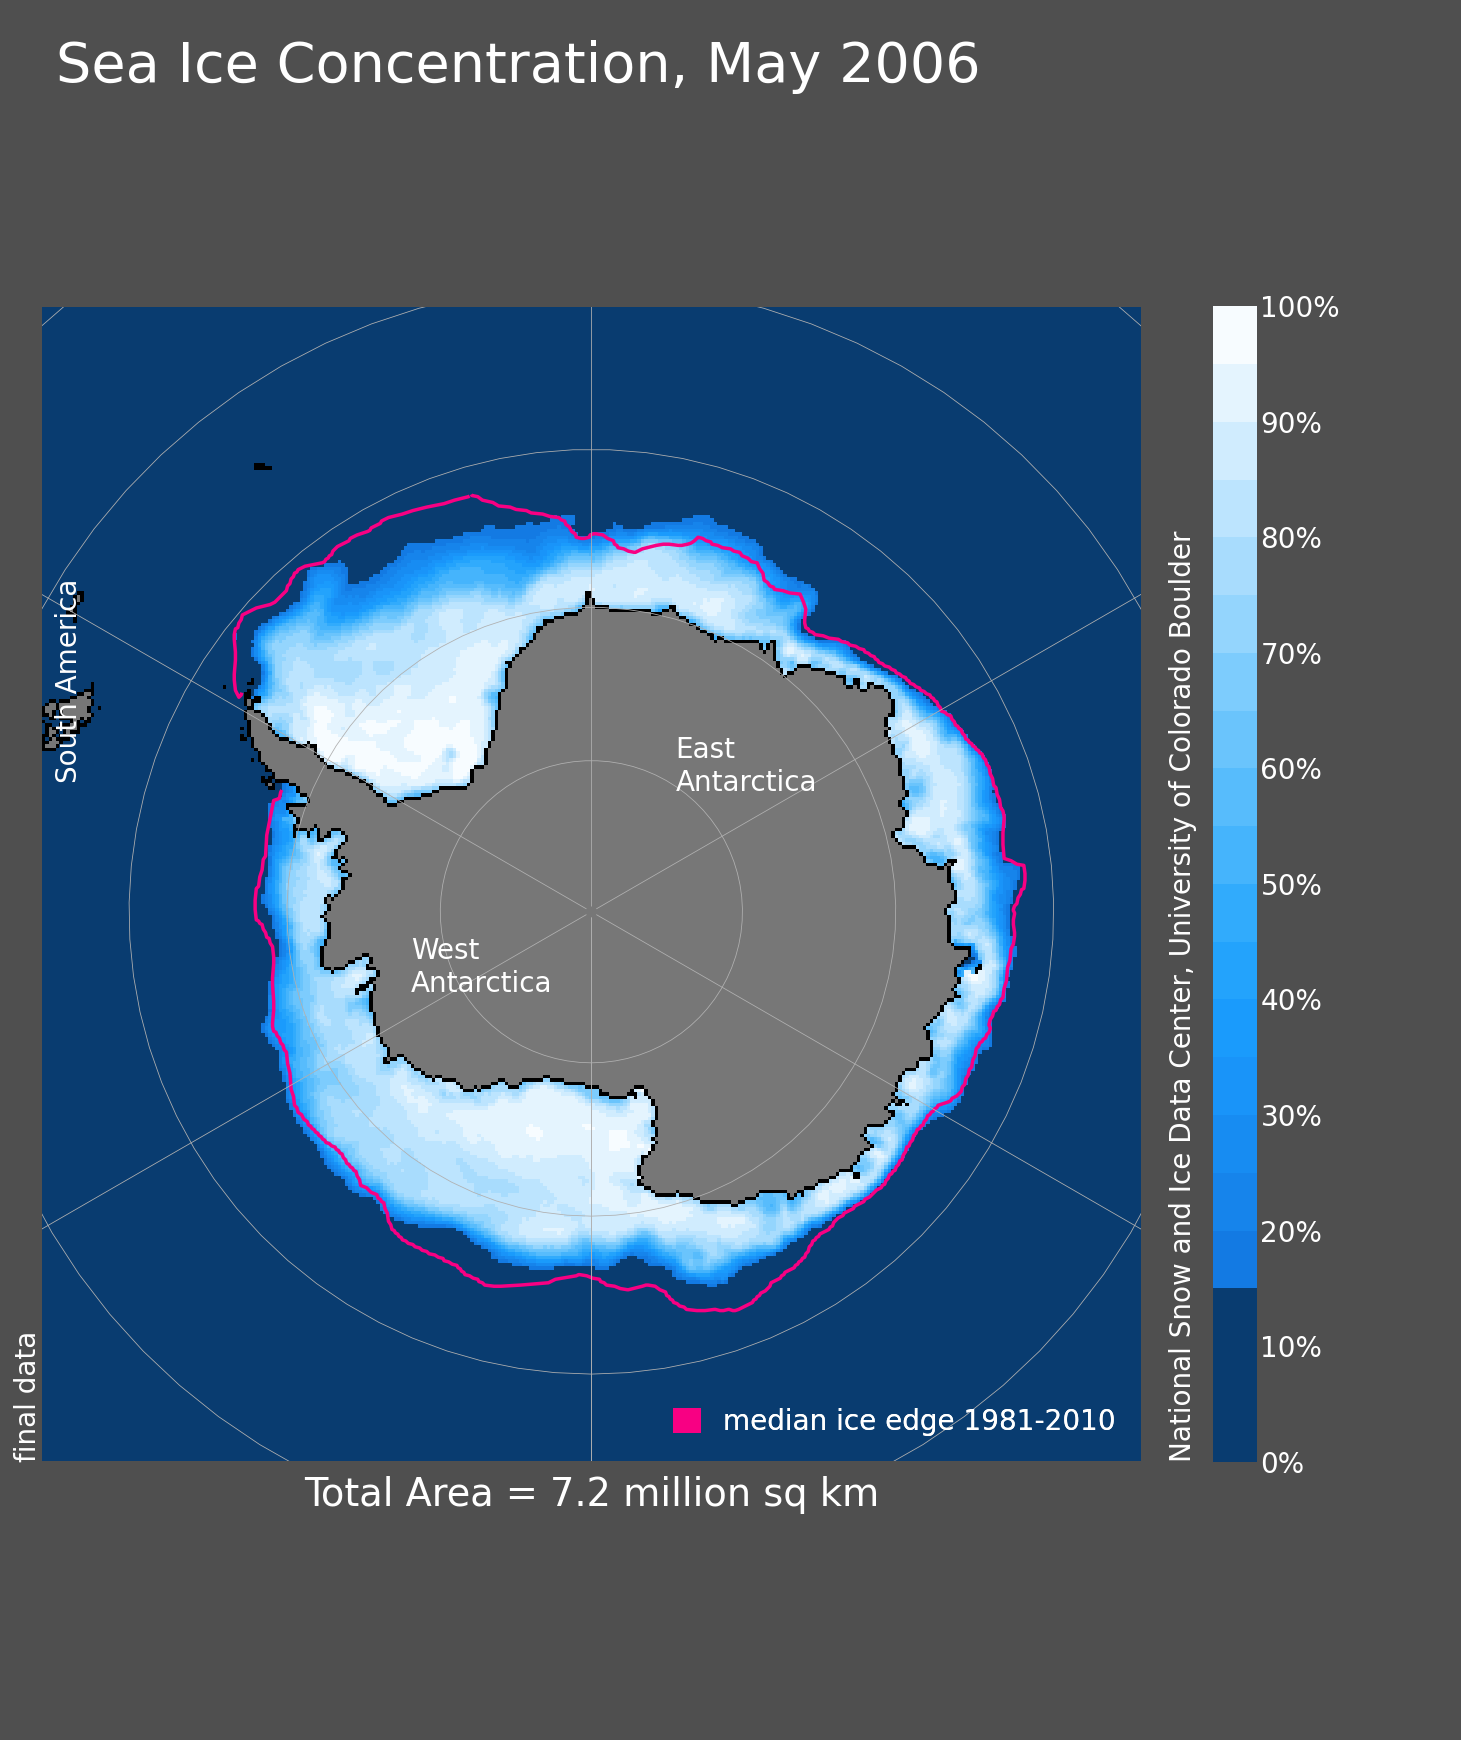 Sea Ice Concentration, May 2006
South America
East
Antarctica
West
Antarctica
median ice edge 1981-2010
final data
Total Area = 7.2 million sq km
National Snow and Ice Data Center, University of Colorado Boulder
100%
90%
80%
70%
60%
50%
40%
30%
20%
10%
0%